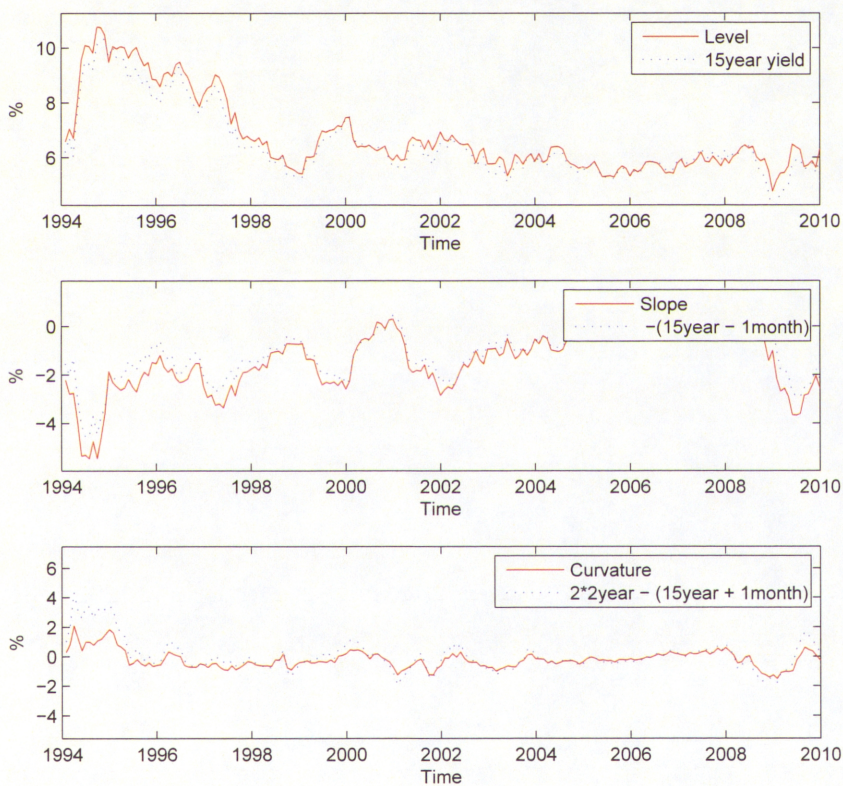 Level
15year yield
10
8
6
%
1994 1996 1998 2000 2002 2004 2006 2008 2010
Time
Slope
-(15year - 1month)
0
-2
-4
%
1994 1996 1998 2000 2002 2004 2006 2008 2010
Time
Curvature
2*2year - (15year + 1month)
6
4
2
0
-2
-4
%
1994 1996 1998 2000 2002 2004 2006 2008 2010
Time